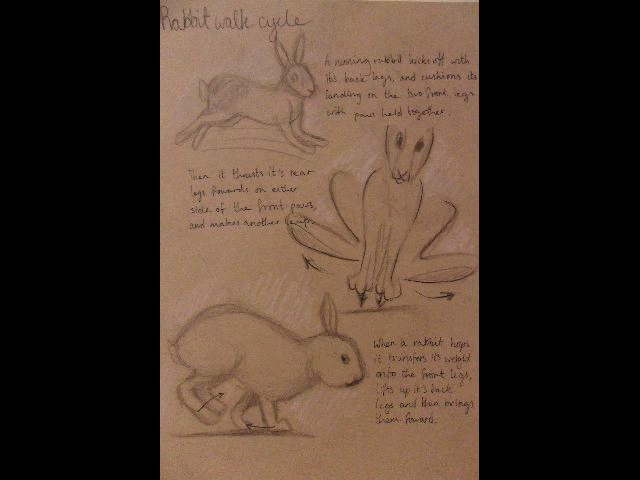 Rabbit walk cycle
A running rabbit kicks off with
its back legs, and cushions its
landing on the two front legs
with paws held together.
Then it thrusts it's rear
legs forwards on either
side of the front paws,
and makes another
When a rabbit hops
it transfers it's weight
onto the front legs,
lifts up it's back
legs and then brings
them foward.